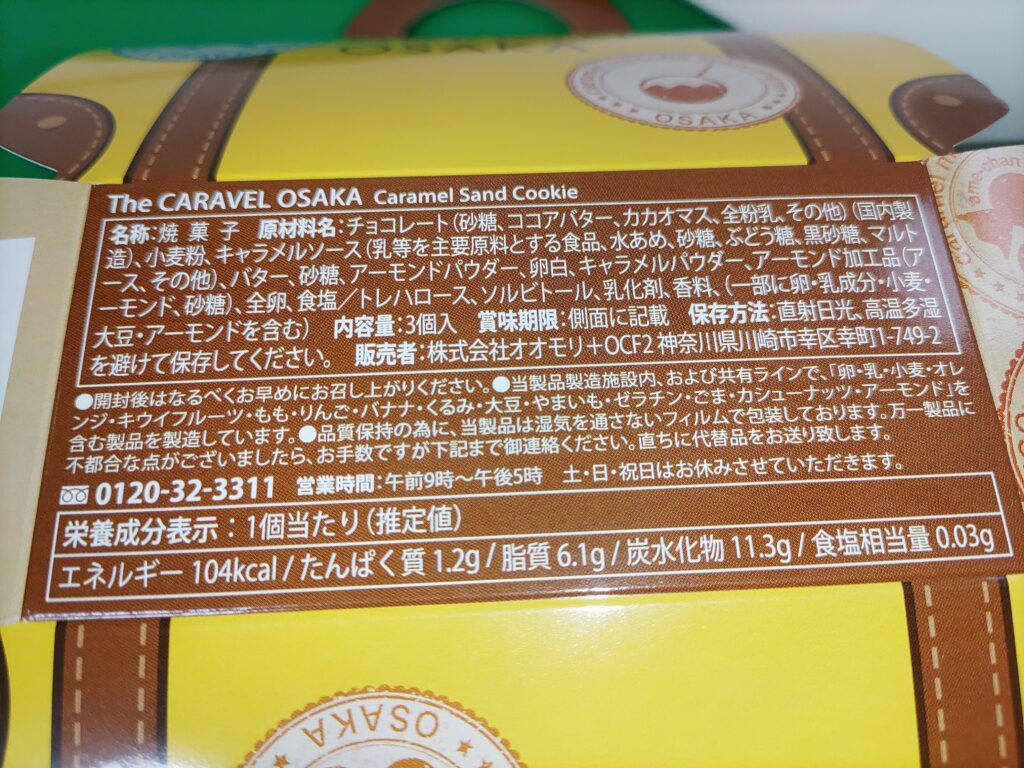 OSAKA
OSAKA
The CARAVEL OSAKA Caramel Sand Cookie
名称:焼菓子 原材料名:チョコレート(砂糖、ココアバター、カカオマス、全粉乳、その他)(国内製
造)、小麦粉、キャラメルソース(乳等を主要原料とする食品、水あめ、砂糖、ぶどう糖、黒砂糖、マルト
ース、その他)、バター、砂糖、アーモンドパウダー、卵白、キャラメルパウダー、アーモンド加工品(ア
ーモンド、砂糖)、全卵、食塩/トレハロース、ソルビトール、乳化剤、香料、(一部に卵・乳成分・小麦・
大豆・アーモンドを含む) 内容量:3個入 賞味期限:側面に記載 保存方法:直射日光、高温多湿
を避けて保存してください。 販売者:株式会社オオモリ+OCF2 神奈川県川崎市幸区幸町1-749-2
●開封後はなるべくお早めにお召し上がりください。●当製品製造施設内、および共有ラインで、「卵・乳・小麦・オレ
ンジ・キウイフルーツ・もも・りんご・バナナ・くるみ・大豆・やまいも・ゼラチン・ごま・カシューナッツ・アーモンド」を
含む製品を製造しています。●品質保持の為に、当製品は湿気を通さないフィルムで包装しております。万一製品に
不都合な点がございましたら、お手数ですが下記まで御連絡ください。直ちに代替品をお送り致します。
0120-32-3311 営業時間:午前9時～午後5時 土・日・祝日はお休みさせていただきます。
栄養成分表示:1個当たり(推定値)
エネルギー 104kcal/たんぱく質 1.2g/脂質 6.1g/炭水化物 11.3g/食塩相当量 0.03g
ame-chan
OSAKA